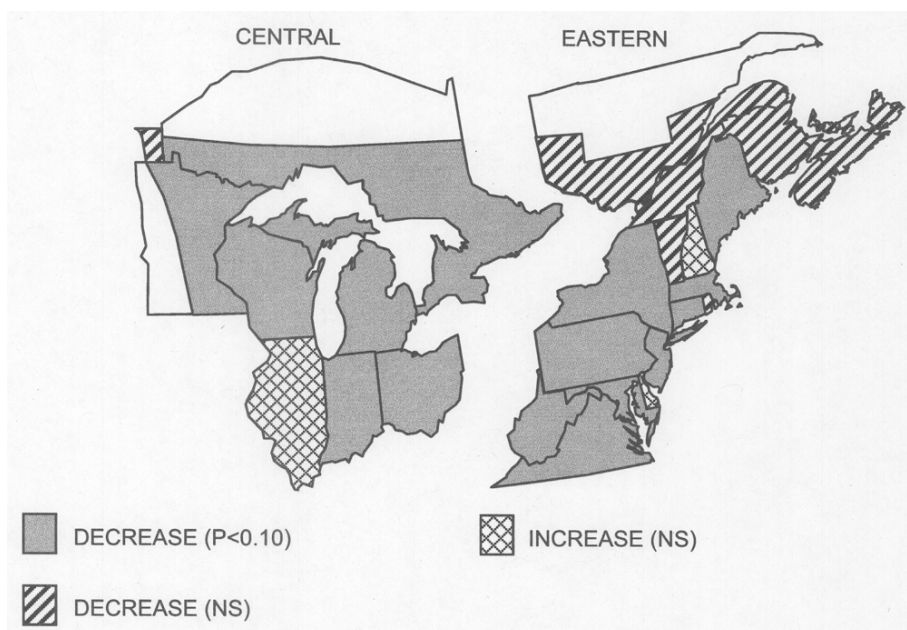 CENTRAL
EASTERN
DECREASE (P<0.10)
INCREASE (NS)
DECREASE (NS)